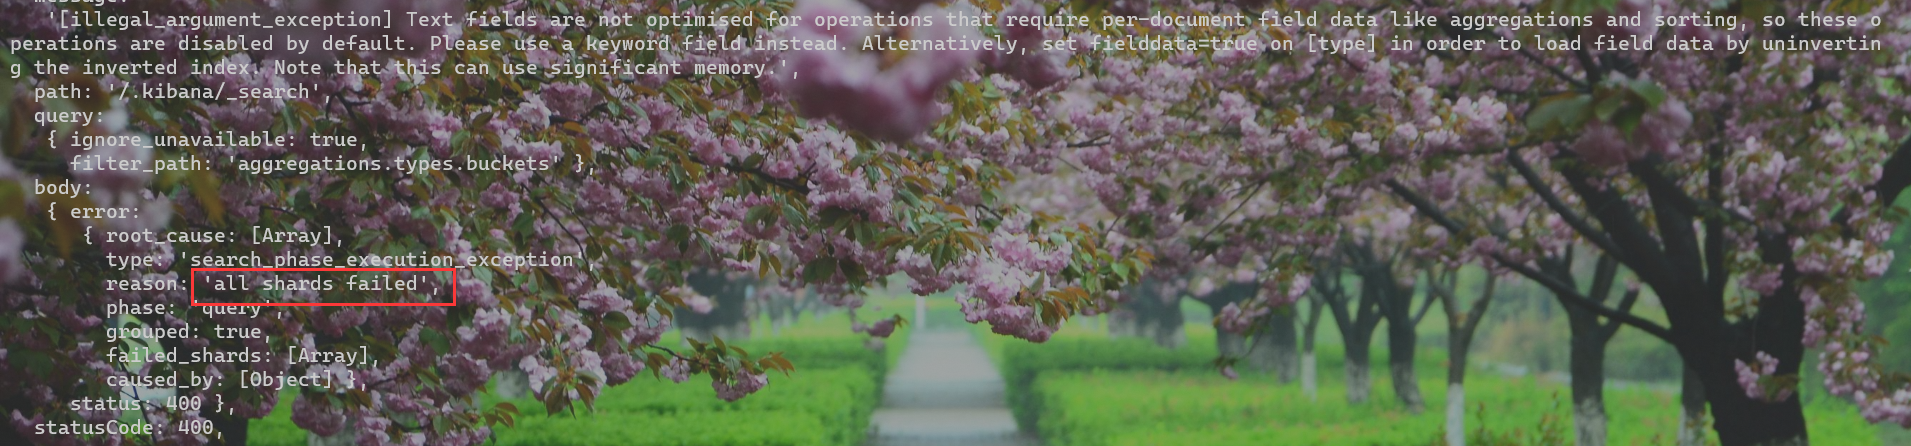 '[illegal_argument_exception] Text fields are not optimised for operations that require per-document field data like aggregations and sorting, so these o
perations are disabled by default. Please use a keyword field instead. Alternatively, set fielddata=true on [type] in order to load field data by uninvertin
g the inverted index. Note that this can use significant memory.',
path: '/.kibana/_search',
query:
{ ignore_unavailable: true,
filter_path: 'aggregations.types.buckets' },
body:
{ error:
{ root_cause: [Array],
type: 'search_phase_execution_exception',
reason: 'all shards failed',
phase: 'query',
grouped: true,
failed_shards: [Array],
caused_by: [Object] },
status: 400 },
statusCode: 400,